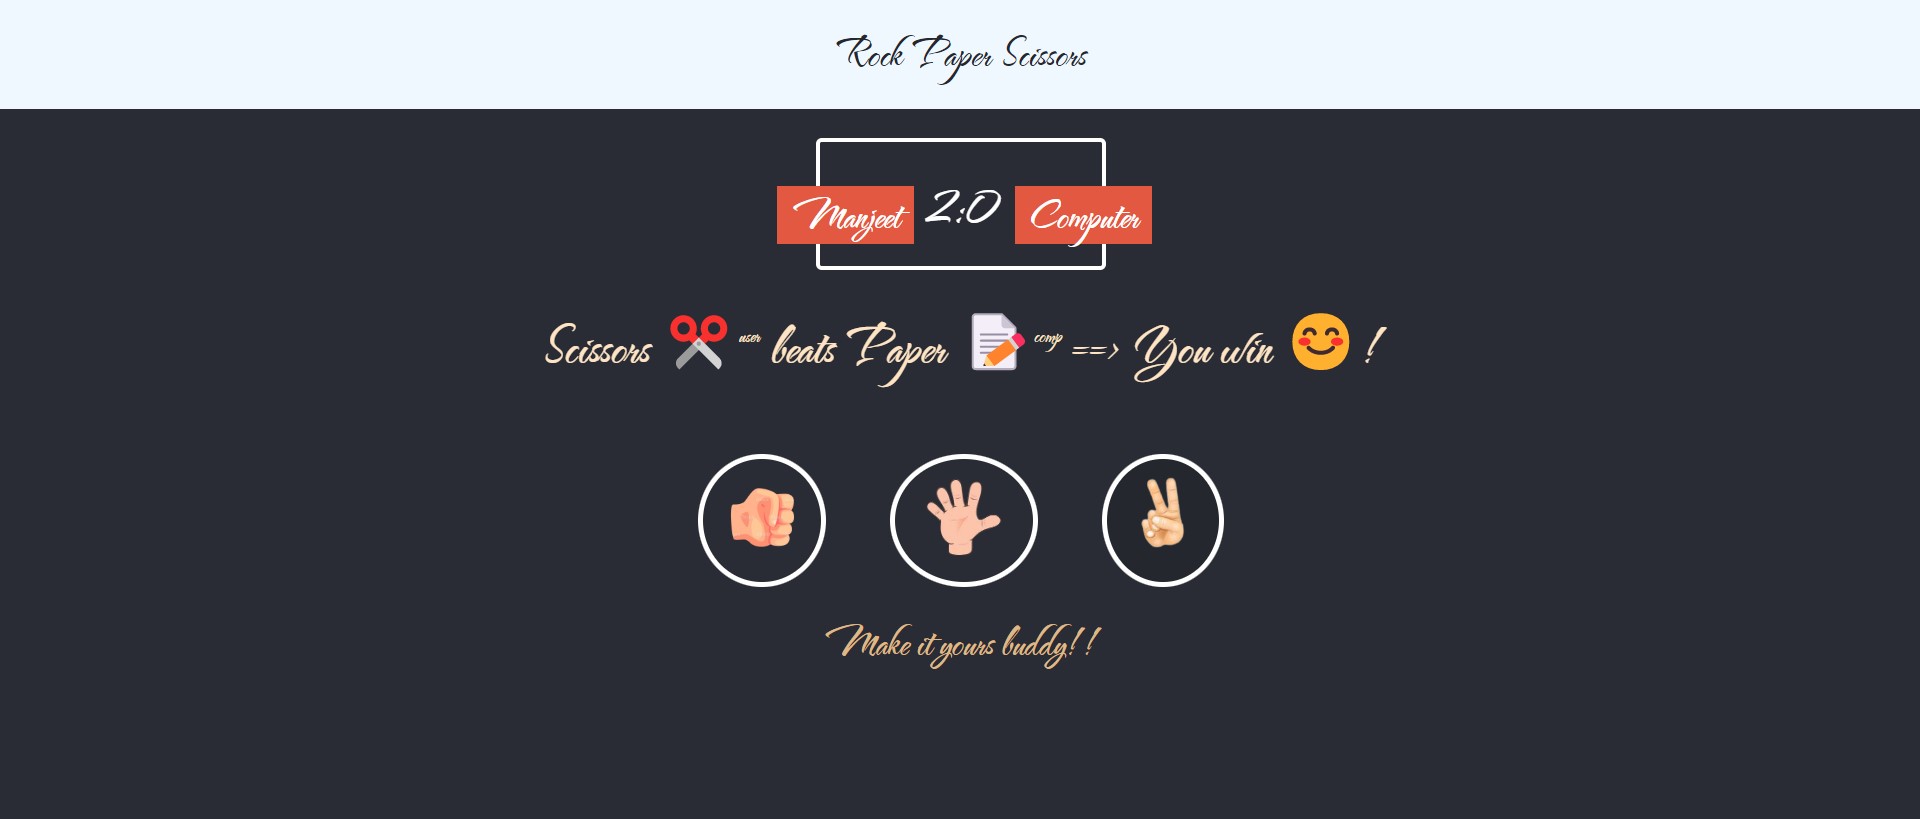 Rock Paper Scissors
Manjeet 2:0 Computer
Scissors user beats Paper comp ==> You win !
Make it yours buddy!!